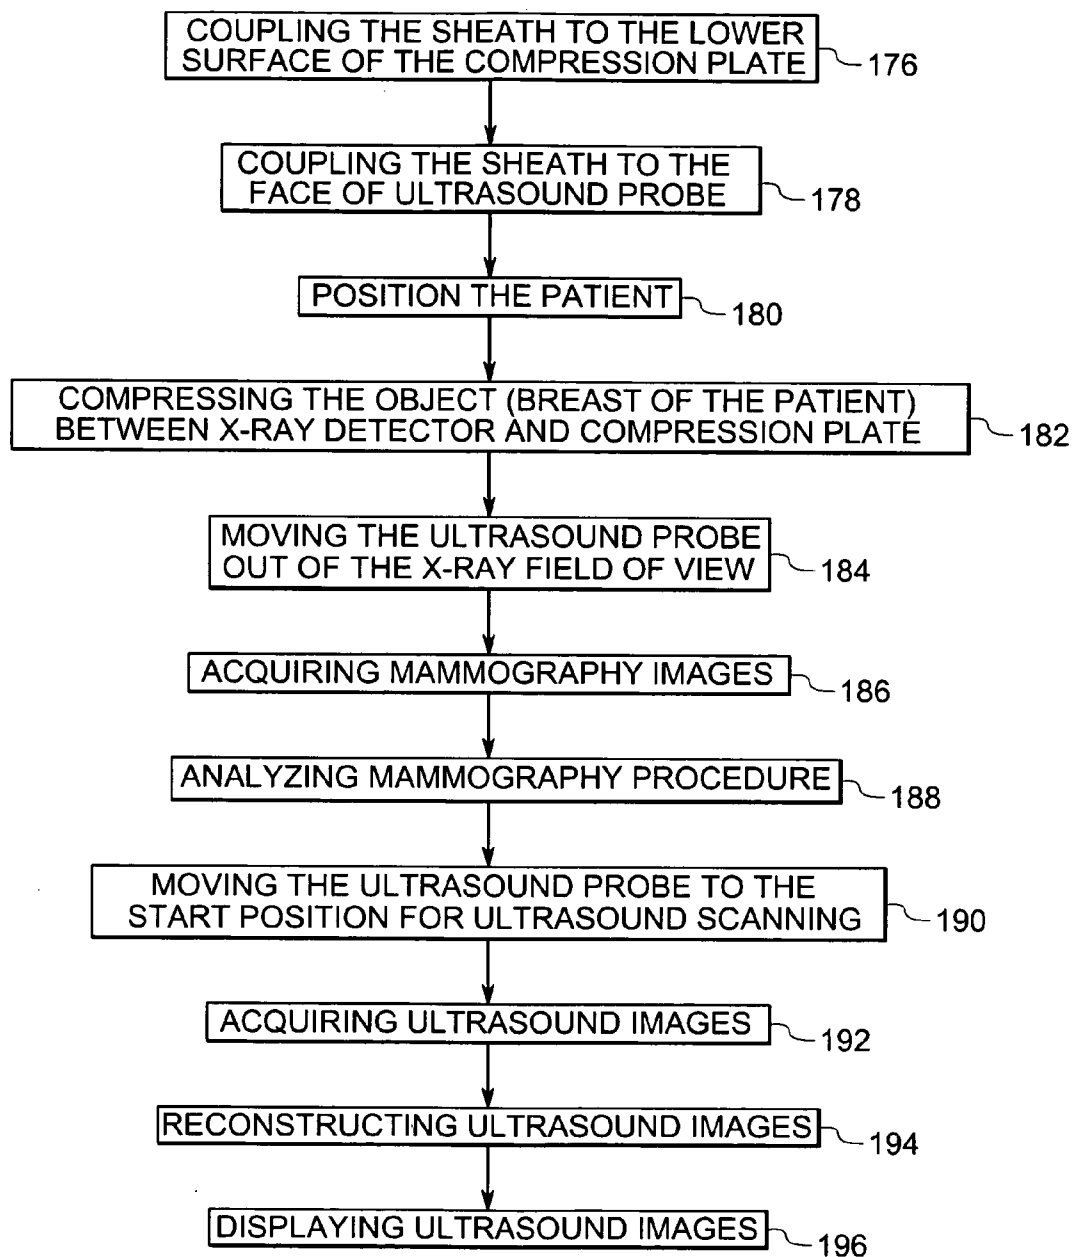 COUPLING THE SHEATH TO THE LOWER
SURFACE OF THE COMPRESSION PLATE
176
COUPLING THE SHEATH TO THE
FACE OF ULTRASOUND PROBE
178
POSITION THE PATIENT
180
COMPRESSING THE OBJECT (BREAST OF THE PATIENT)
BETWEEN X-RAY DETECTOR AND COMPRESSION PLATE
182
MOVING THE ULTRASOUND PROBE
OUT OF THE X-RAY FIELD OF VIEW
184
ACQUIRING MAMMOGRAPHY IMAGES
186
ANALYZING MAMMOGRAPHY PROCEDURE
188
MOVING THE ULTRASOUND PROBE TO THE
START POSITION FOR ULTRASOUND SCANNING
190
ACQUIRING ULTRASOUND IMAGES
192
RECONSTRUCTING ULTRASOUND IMAGES
194
DISPLAYING ULTRASOUND IMAGES
196